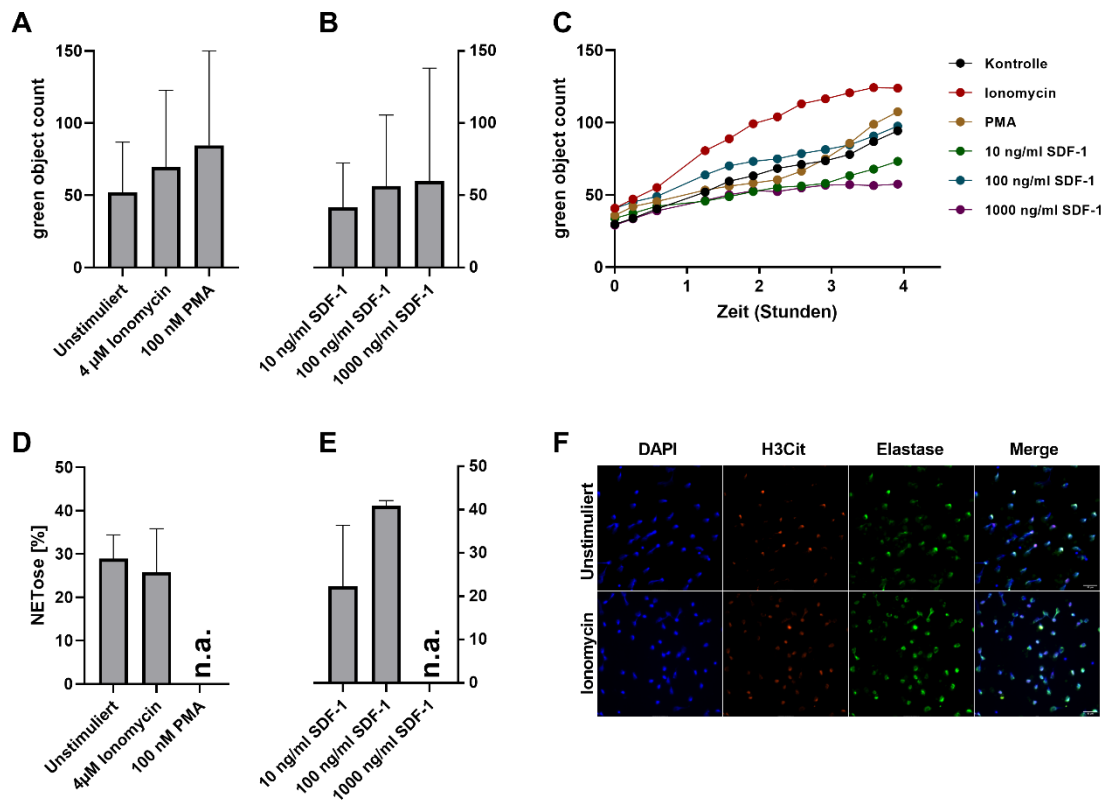 A
green object count
150
100
50
0
Unstimuliert
4 µM Ionomycin
100 nM PMA
B
150
100
50
0
10 ng/ml SDF-1
100 ng/ml SDF-1
1000 ng/ml SDF-1
C
green object count
150
100
50
0
0 1 2 3 4
Zeit (Stunden)
Kontrolle
Ionomycin
PMA
10 ng/ml SDF-1
100 ng/ml SDF-1
1000 ng/ml SDF-1
D
NETose [%]
50
40
30
20
10
0
n.a.
Unstimuliert
4µM Ionomycin
100 nM PMA
E
50
40
30
20
10
0
n.a.
10 ng/ml SDF-1
100 ng/ml SDF-1
1000 ng/ml SDF-1
F
DAPI H3Cit Elastase Merge
Unstimuliert
Ionomycin